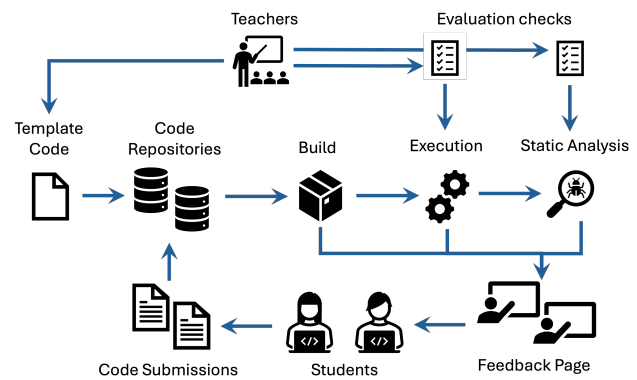 Teachers
Evaluation checks
Template
Code
Code
Repositories
Build
Execution
Static Analysis
Code Submissions
Students
Feedback Page